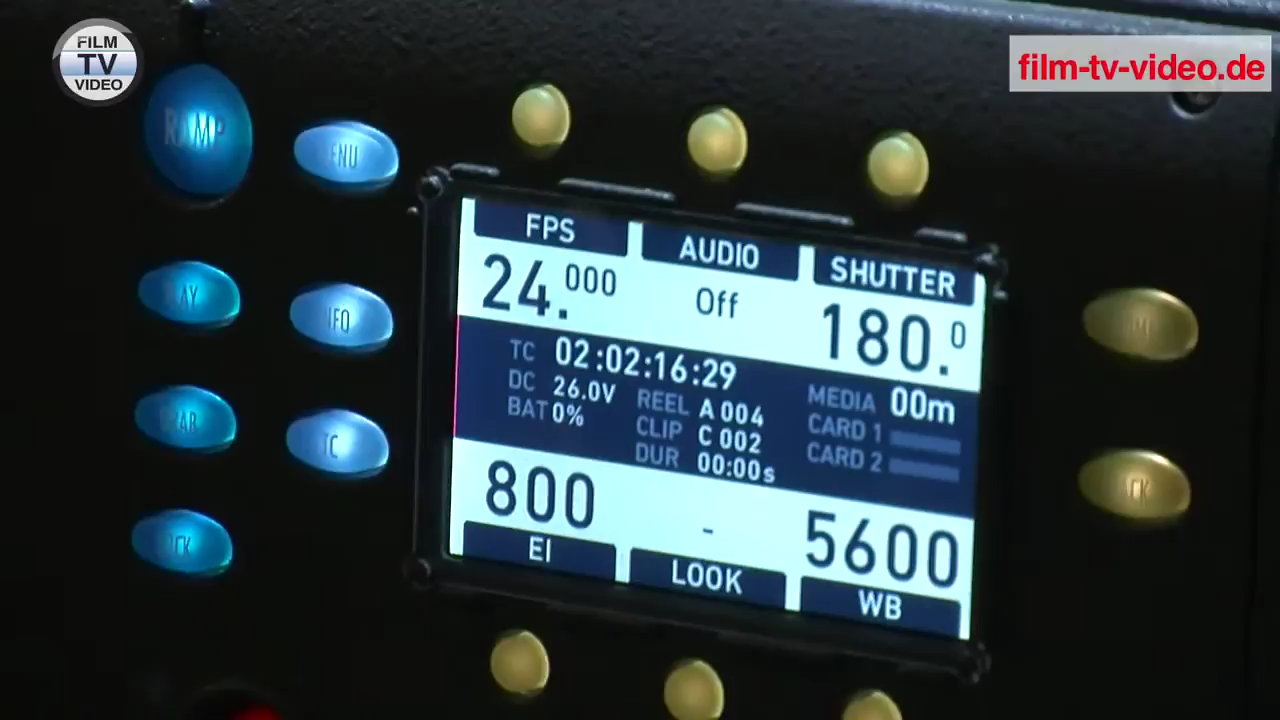 FILM
TV
VIDEO
film-tv-video.de
RAMP
FPS
AUDIO
SHUTTER
24.000
Off
180.0
TC 02:02:16:29
DC 26.0V
BAT 0%
REEL A 004
CLIP C 002
DUR 00:00s
MEDIA 00m
CARD 1
CARD 2
800
-
5600
EI
LOOK
WB
TC